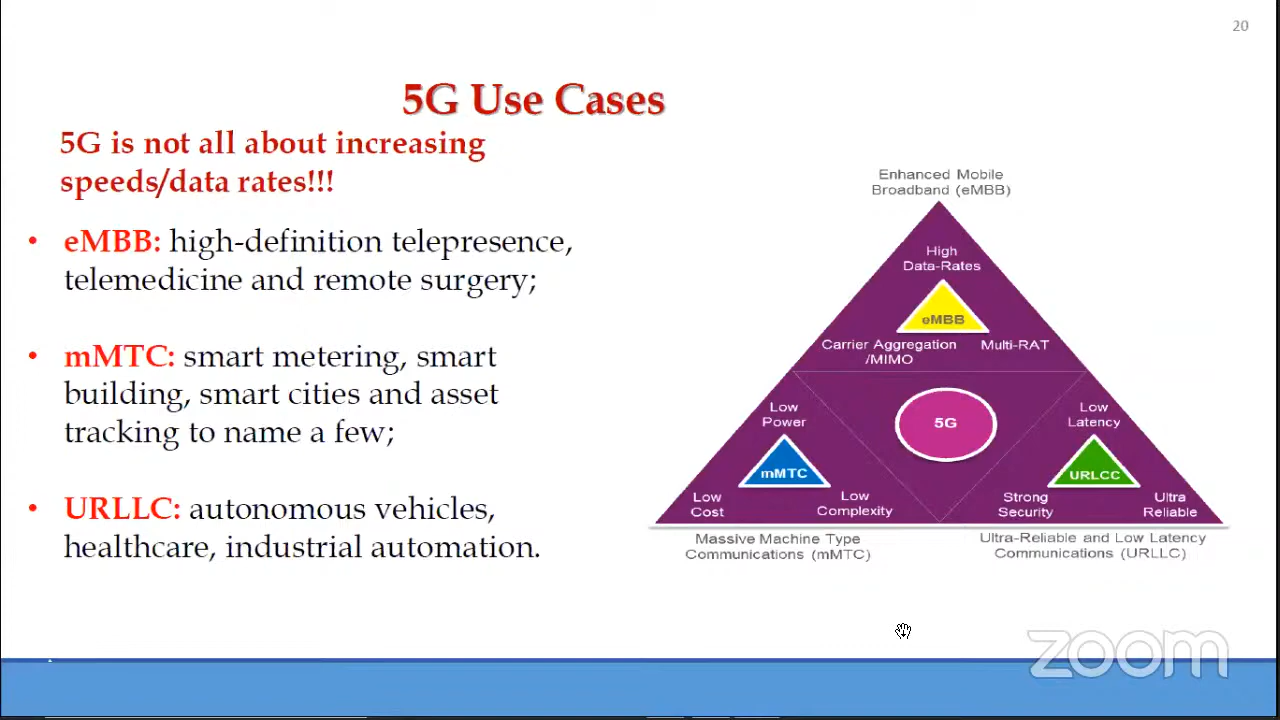 20
5G Use Cases
5G is not all about increasing
speeds/data rates!!!
• eMBB: high-definition telepresence,
telemedicine and remote surgery;
• mMTC: smart metering, smart
building, smart cities and asset
tracking to name a few;
• URLLC: autonomous vehicles,
healthcare, industrial automation.
Enhanced Mobile
Broadband (eMBB)
High
Data-Rates
eMBB
Carrier Aggregation
/MIMO
Multi-RAT
Low
Power
mMTC
Low
Cost
Low
Complexity
5G
Low
Latency
URLCC
Strong
Security
Ultra
Reliable
Massive Machine Type
Communications (mMTC)
Ultra-Reliable and Low Latency
Communications (URLLC)
zoom